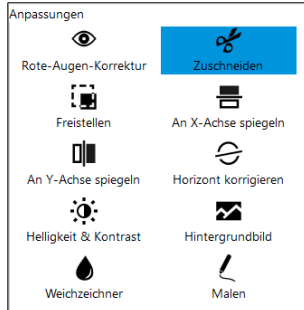 Anpassungen
Rote-Augen-Korrektur Zuschneiden
Freistellen An X-Achse spiegeln
An Y-Achse spiegeln Horizont korrigieren
Helligkeit & Kontrast Hintergrundbild
Weichzeichner Malen